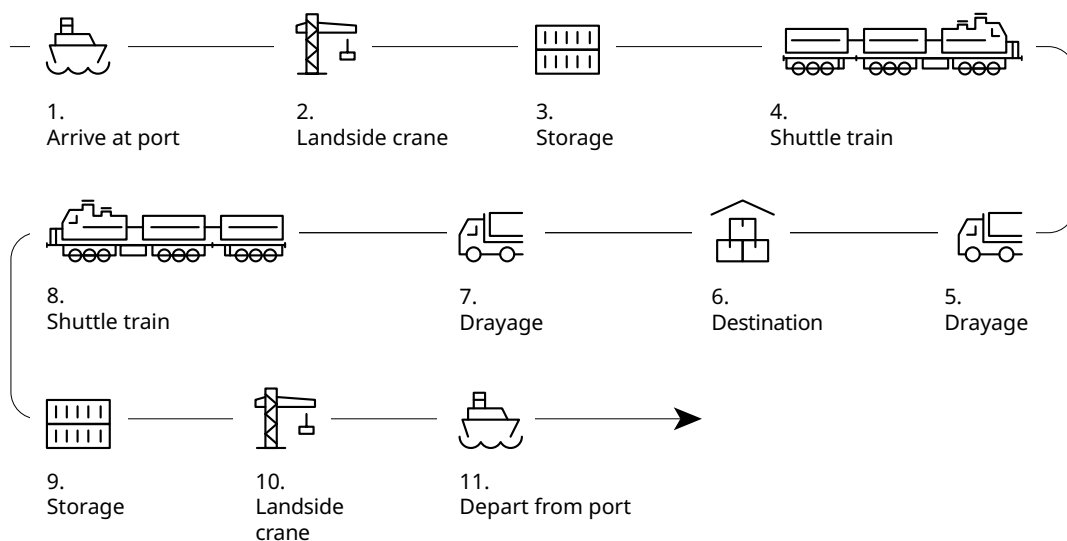 1.
Arrive at port
2.
Landside crane
3.
Storage
4.
Shuttle train
5.
Drayage
6.
Destination
7.
Drayage
8.
Shuttle train
9.
Storage
10.
Landside
crane
11.
Depart from port